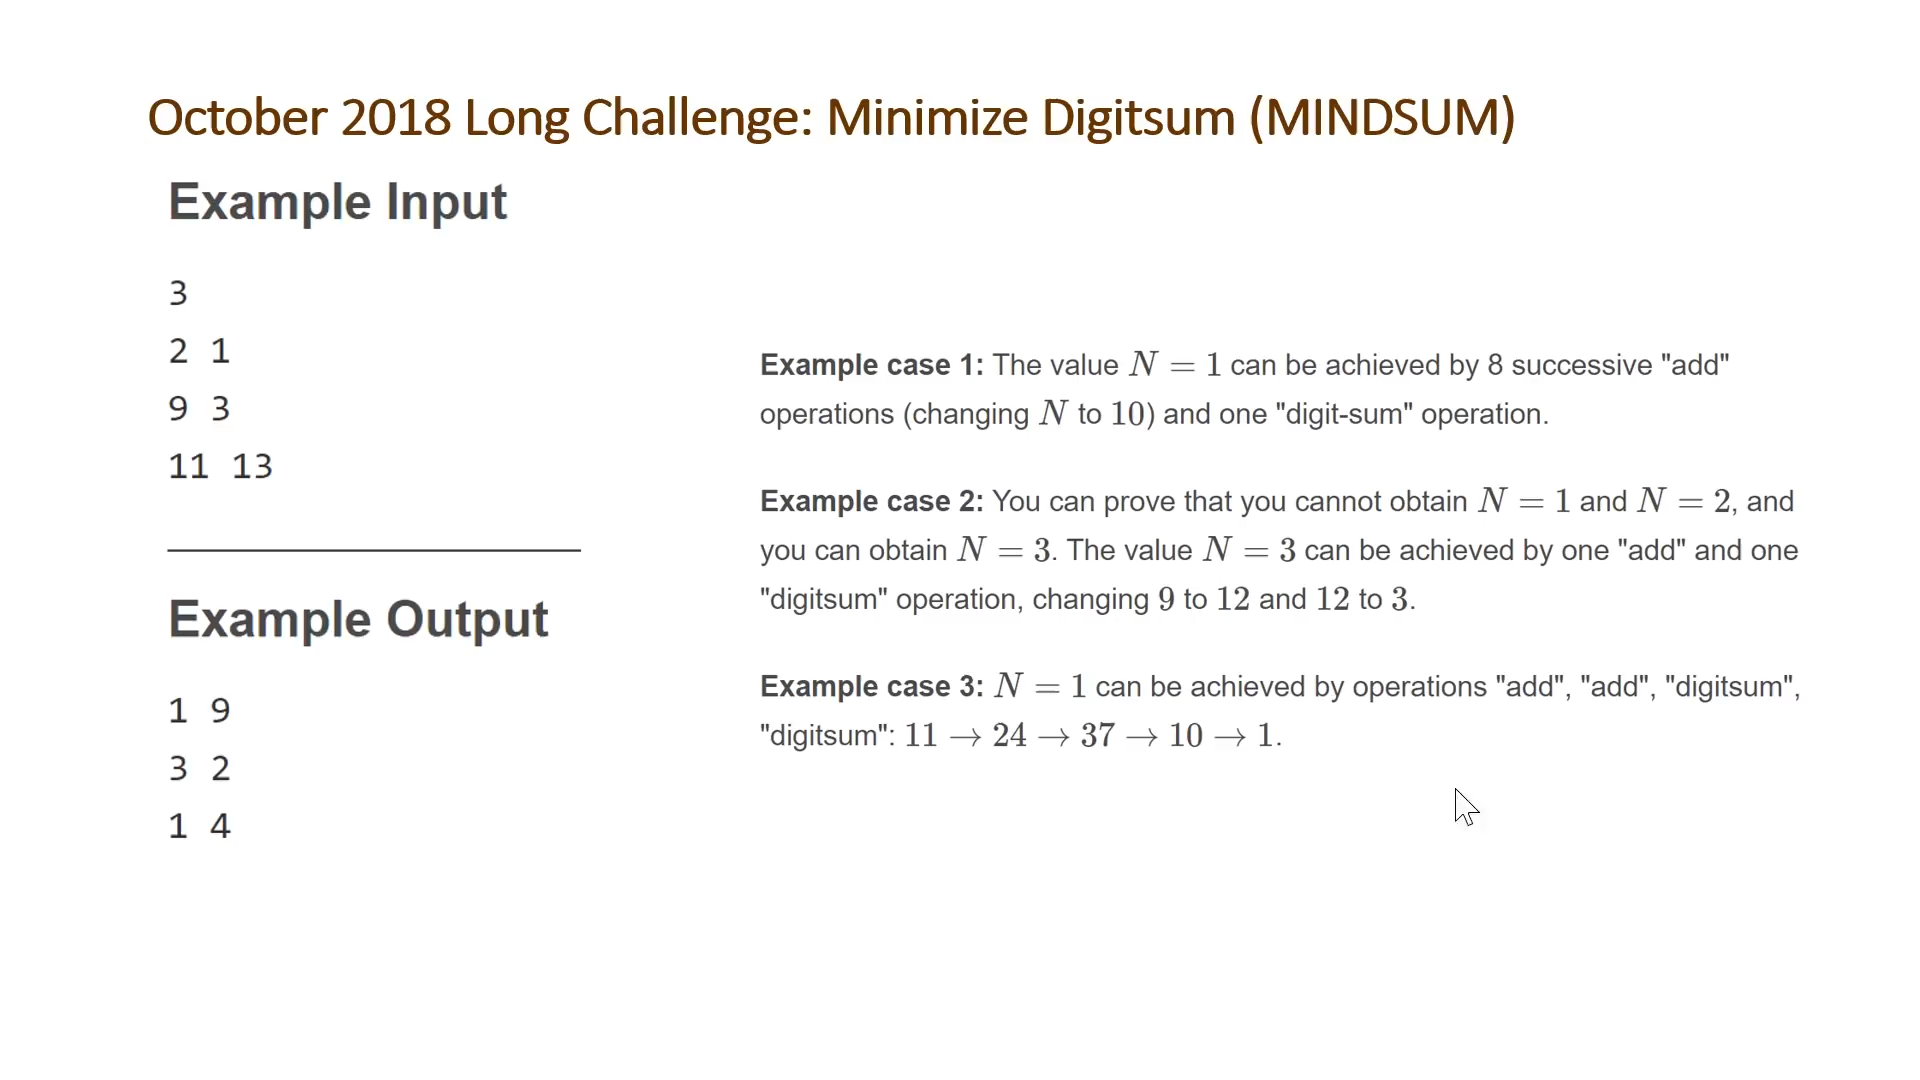 October 2018 Long Challenge: Minimize Digitsum (MINDSUM)
Example Input
3
2 1
9 3
11 13
Example Output
1 9
3 2
1 4
Example case 1: The value N = 1 can be achieved by 8 successive "add"
operations (changing N to 10) and one "digit-sum" operation.
Example case 2: You can prove that you cannot obtain N = 1 and N = 2, and
you can obtain N = 3. The value N = 3 can be achieved by one "add" and one
"digitsum" operation, changing 9 to 12 and 12 to 3.
Example case 3: N = 1 can be achieved by operations "add", "add", "digitsum",
"digitsum": 11 → 24 → 37 → 10 → 1.